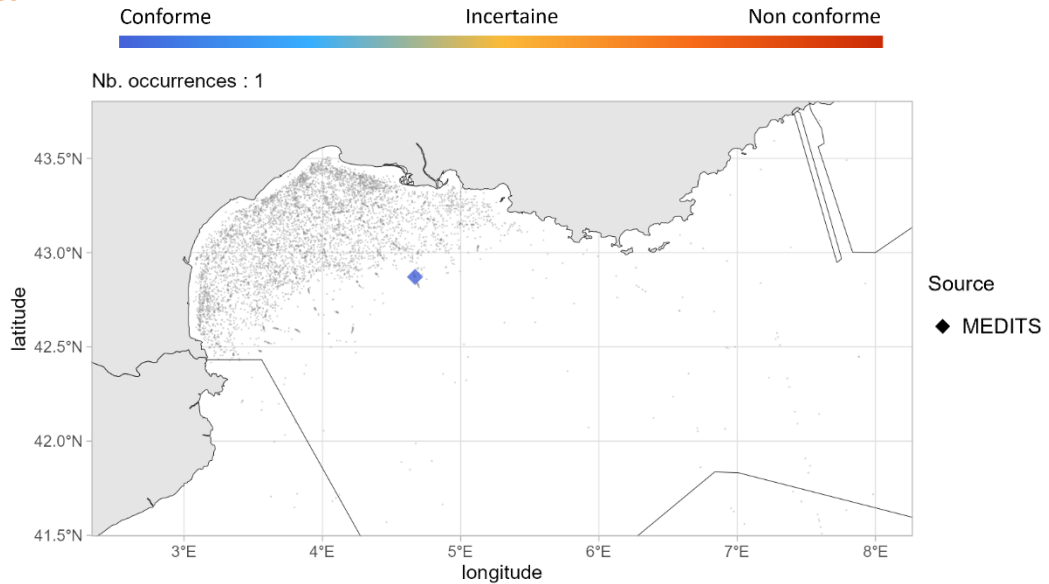 Conforme Incertaine Non conforme
Nb. occurrences : 1
43.5°N
43.0°N
42.5°N
42.0°N
41.5°N
latitude
3°E 4°E 5°E 6°E 7°E 8°E
longitude
Source
MEDITS